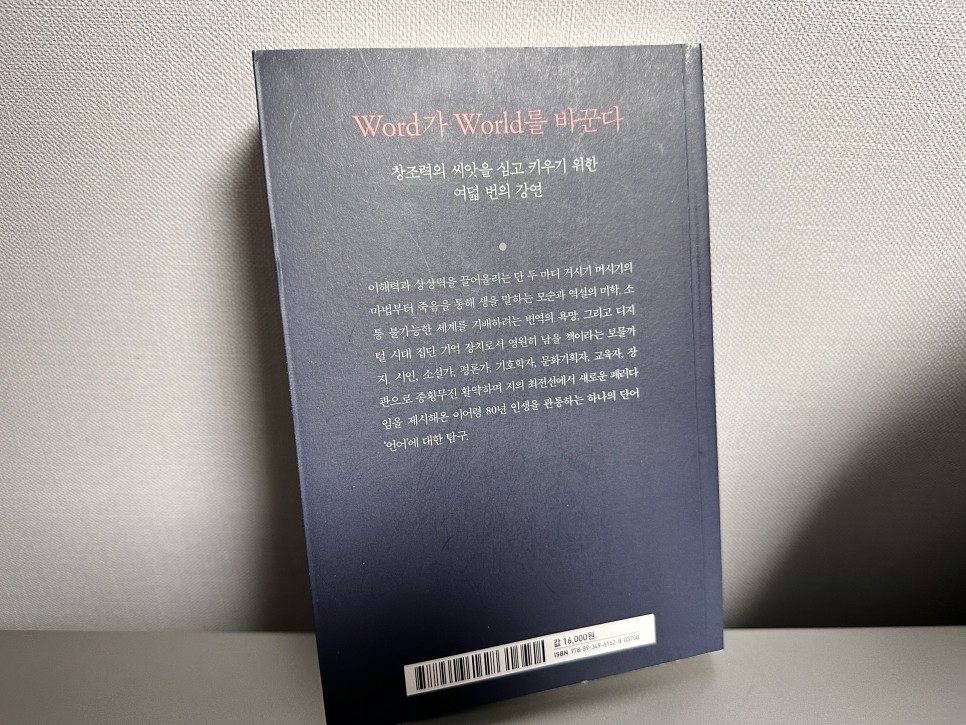 Word가 World를 바꾼다
창조력의 씨앗을 심고 키우기 위한
여덟 번의 강연
이해력과 상상력을 끌어올리는 단 두 마디 거시기 머시기의
마법부터 죽음을 통해 생을 말하는 모순과 역설의 미학, 소
통 불가능한 세계를 지배하려는 번역의 욕망, 그리고 디지
털 시대 집단 기억 장치로서 영원히 남을 책이라는 보물까
지, 시인, 소설가, 평론가, 기호학자, 문화기획자, 교육자, 장
관으로 종횡무진 활약하며 지의 최전선에서 새로운 패러다
임을 제시해온 이어령 80년 인생을 관통하는 하나의 단어
'언어'에 대한 탐구.
값 16,000원
ISBN 978-89-349-6142-8 03700